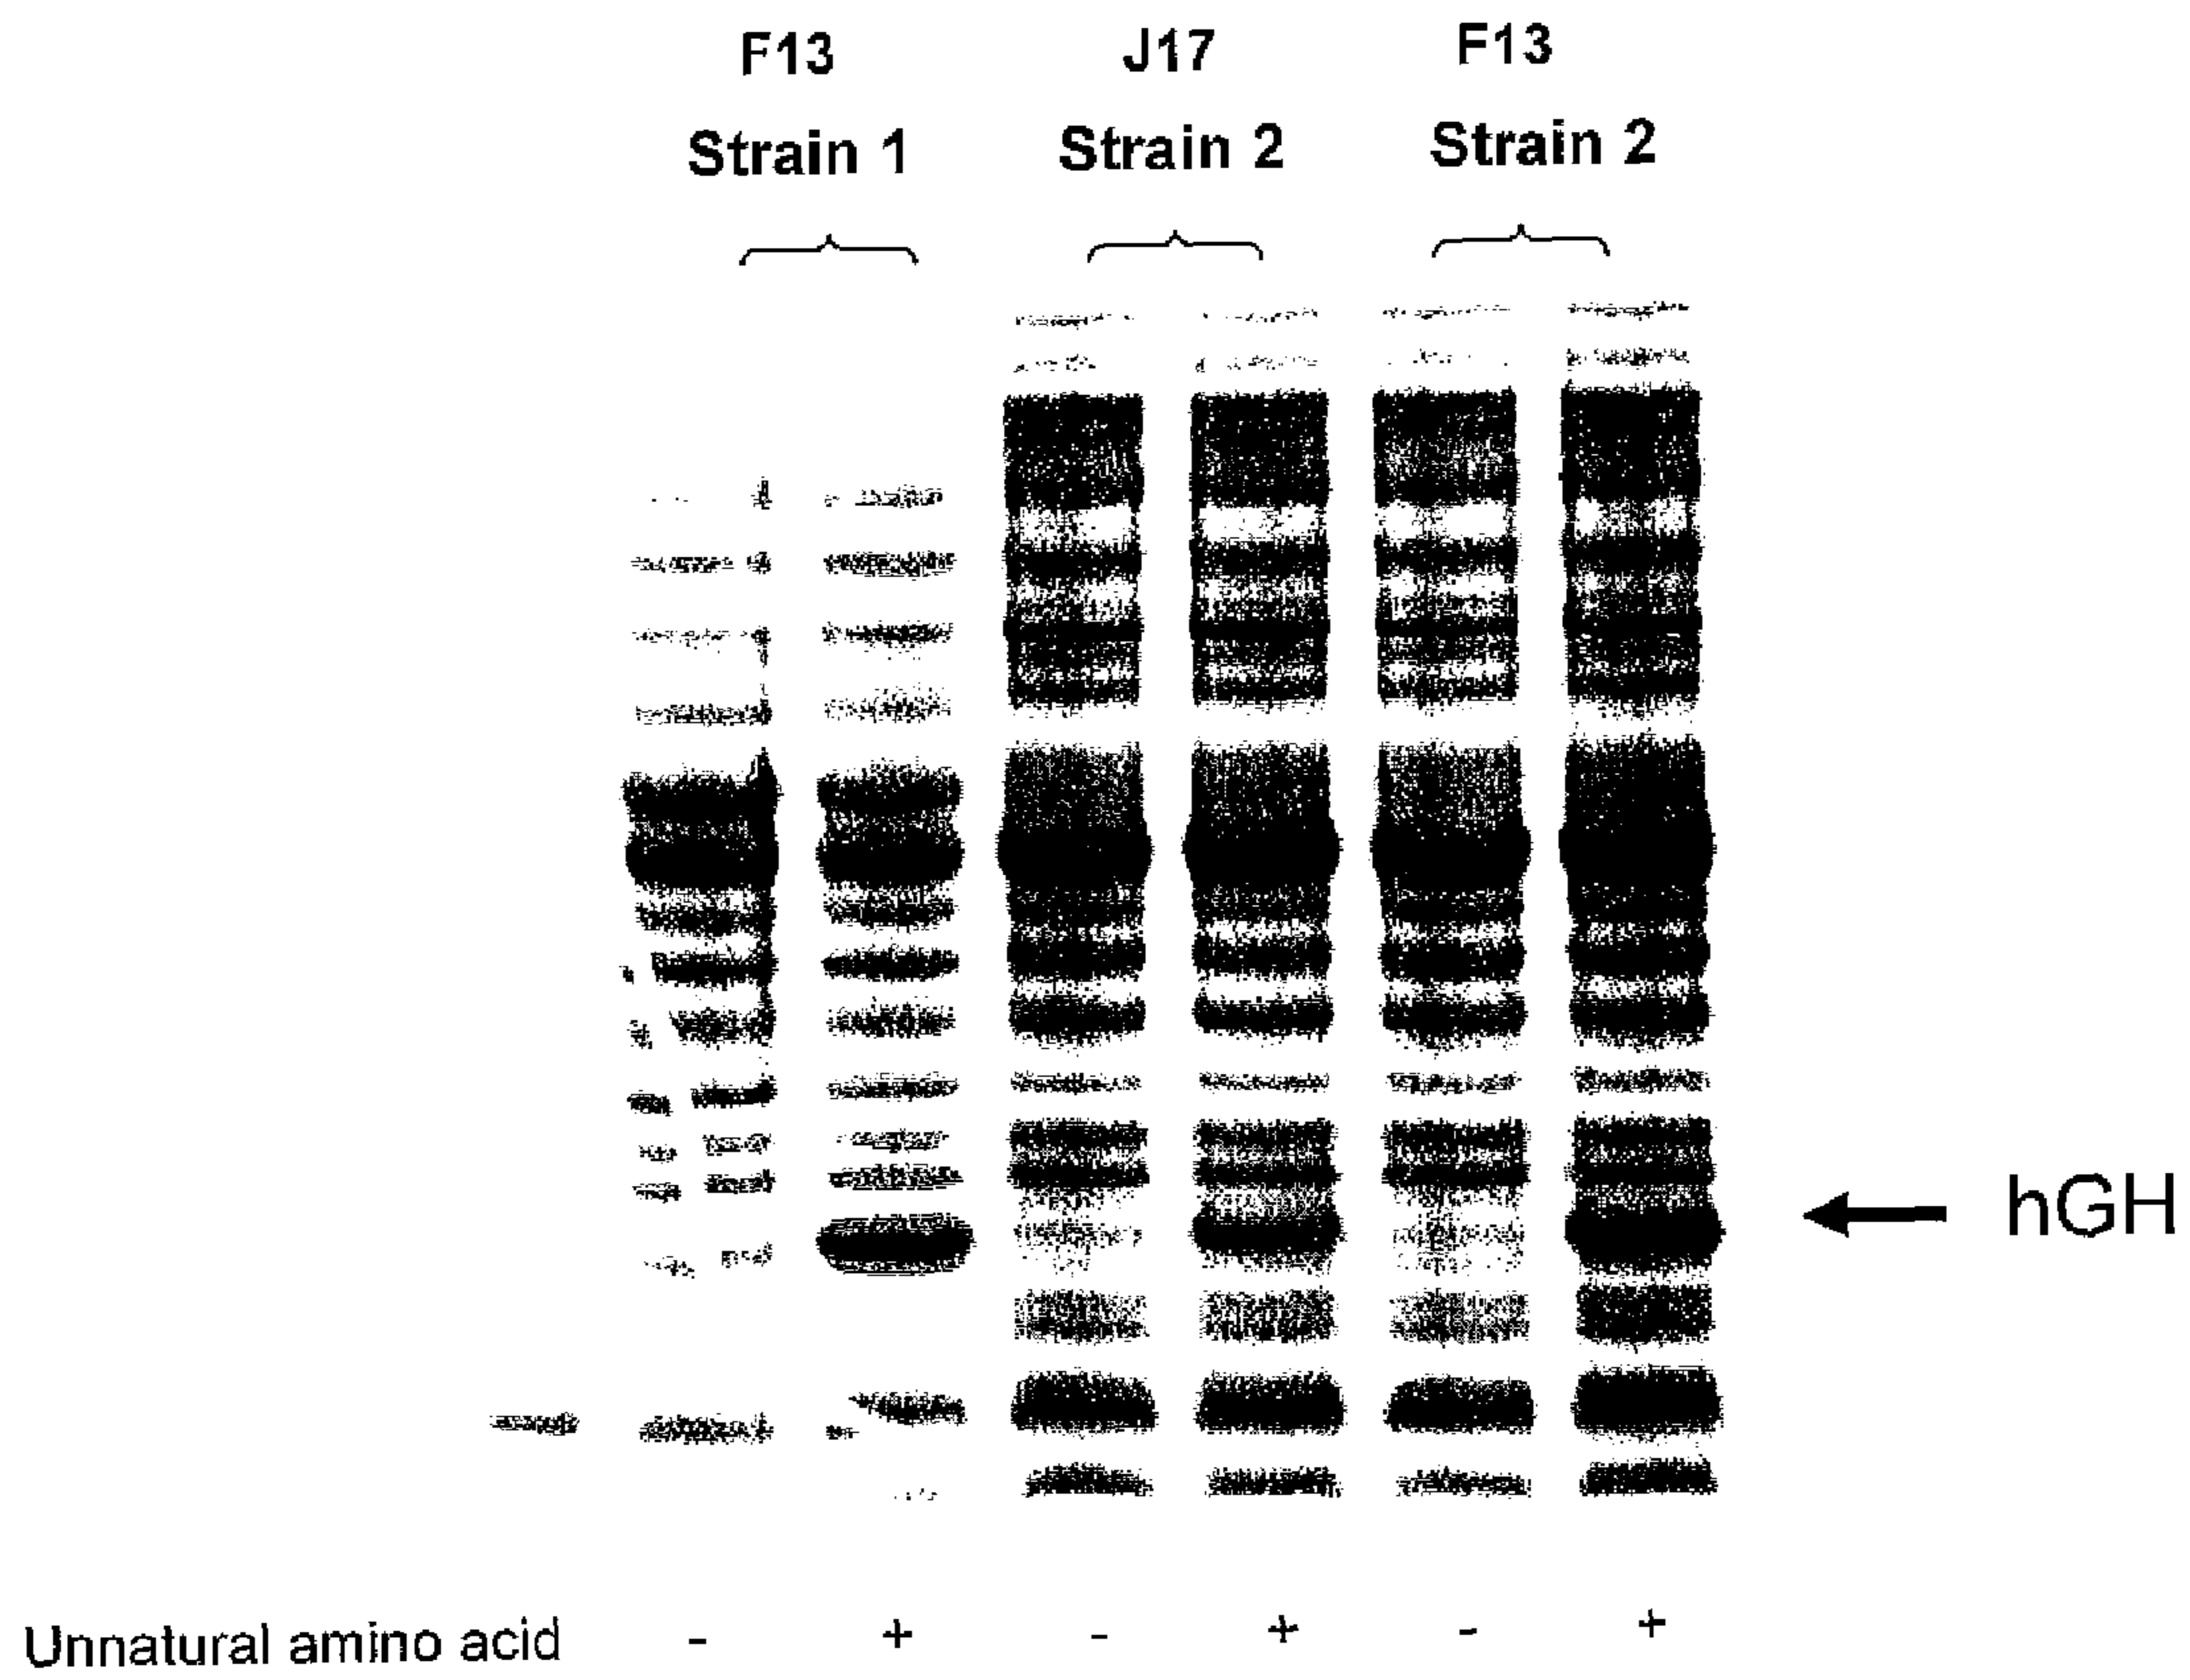 F13 J17 F13
Strain 1 Strain 2 Strain 2
hGH
Unnatural amino acid - + - + - +